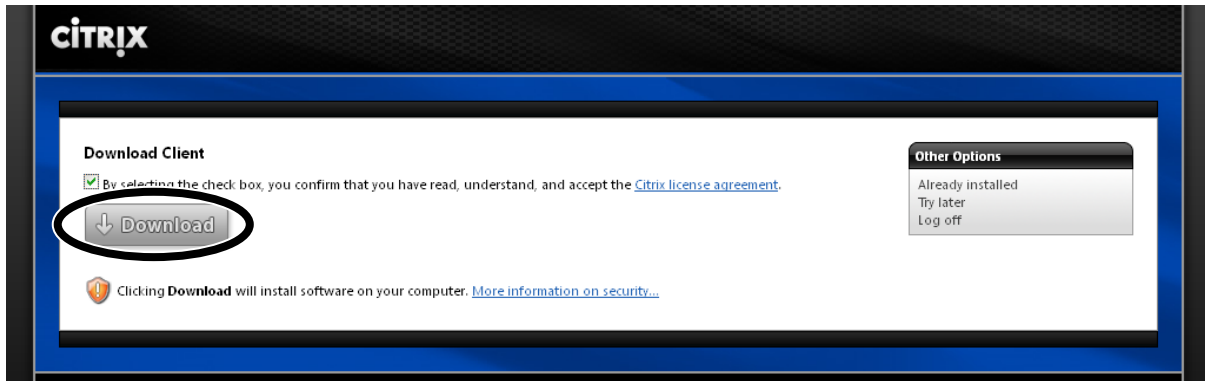 CİTRIX
Download Client
By selecting the check box, you confirm that you have read, understand, and accept the Citrix license agreement.
Download
Clicking Download will install software on your computer. More information on security...
Other Options
Already installed
Try later
Log off